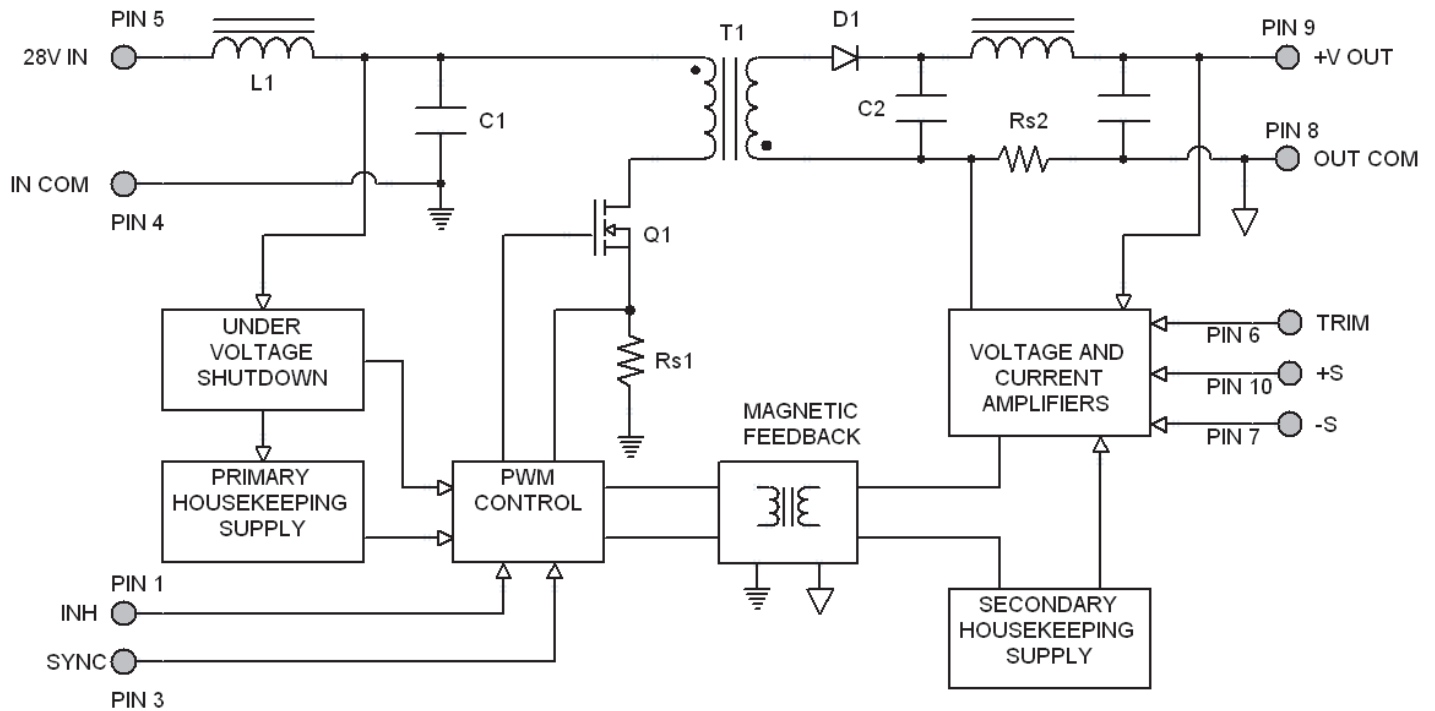 PIN 5
28V IN
L1
C1
IN COM
PIN 4
T1
D1
C2
Rs2
PIN 9
+V OUT
PIN 8
OUT COM
Q1
Rs1
UNDER
VOLTAGE
SHUTDOWN
PRIMARY
HOUSEKEEPING
SUPPLY
PWM
CONTROL
MAGNETIC
FEEDBACK
VOLTAGE AND
CURRENT
AMPLIFIERS
TRIM
PIN 6
+S
PIN 10
-S
PIN 7
SECONDARY
HOUSEKEEPING
SUPPLY
PIN 1
INH
SYNC
PIN 3